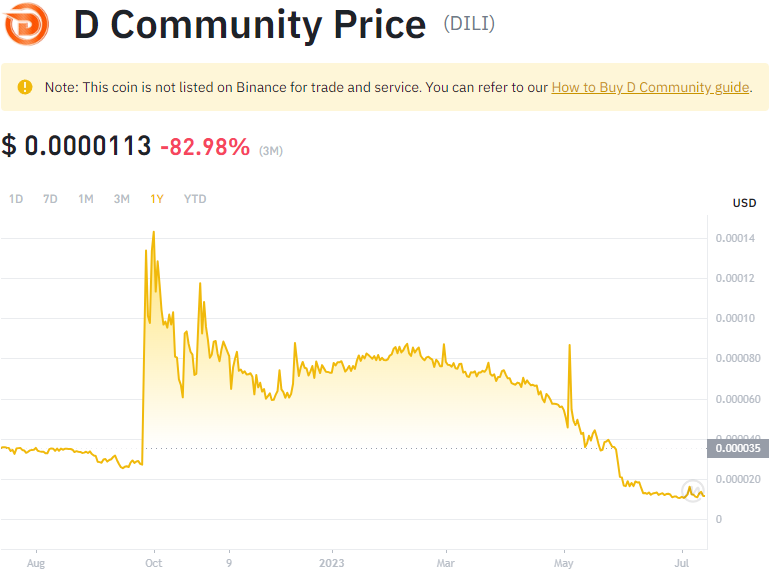 D Community Price (DILI)
Note: This coin is not listed on Binance for trade and service. You can refer to our How to Buy D Community guide.
$ 0.0000113 -82.98% (3M)
1D 7D 1M 3M 1Y YTD
USD
0.00014
0.00012
0.00010
0.000080
0.000060
0.000040
0.000035
0.000020
0
Aug Oct 9 2023 Mar May Jul